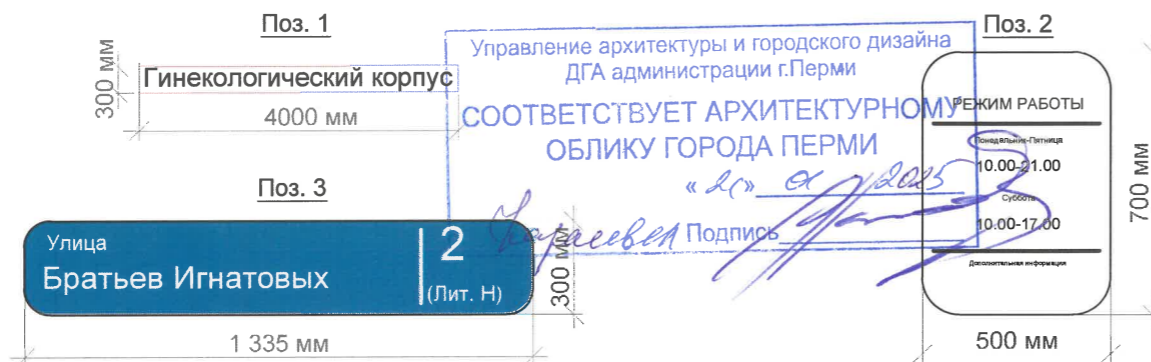 Поз. 1
300 мм
Гинекологический корпус
4000 мм
Управление архитектуры и городского дизайна
ДГА администрации г.Перми
СООТВЕТСТВУЕТ АРХИТЕКТУРНОМУ
ОБЛИКУ ГОРОДА ПЕРМИ
2025
Подпись
Поз. 2
РЕЖИМ РАБОТЫ
Понедельник-Пятница
10.00-21.00
Суббота
10.00-17.00
Дополнительная информация
700 мм
500 мм
Поз. 3
Улица
Братьев Игнатовых
2
(Лит. Н)
300 мм
1 335 мм